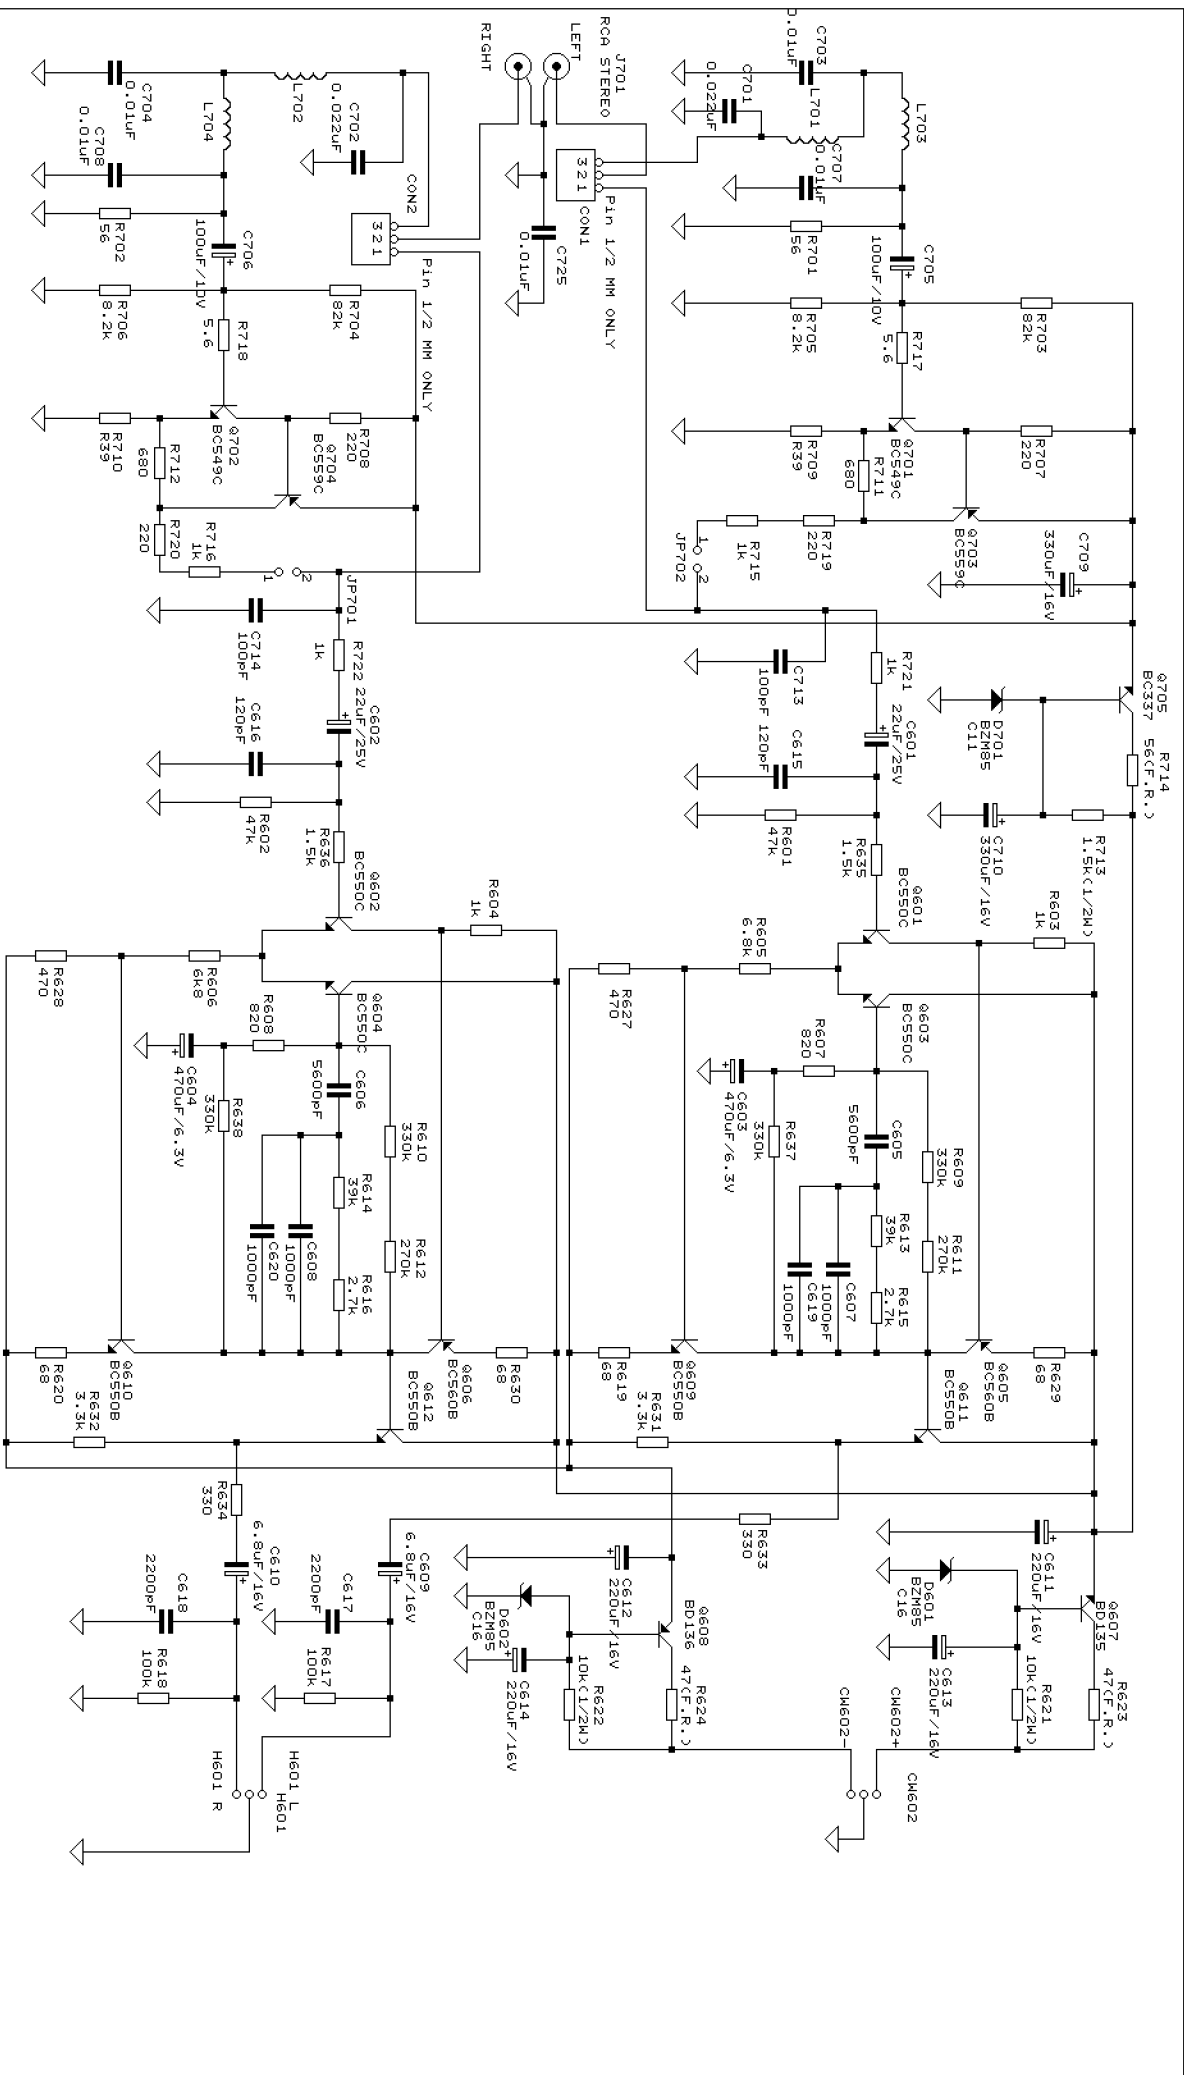 J701
RCA STEREO
LEFT
RIGHT
C703
0.01uF
L701
C701
0.022uF
L703
C707
0.01uF
CON1
3 2 1
Pin 1/2 MM ONLY
R701
56
C705
100uF/10V
R705
8.2k
R703
82k
R717
5.6
Q701
BC549C
R707
220
R709
R39
R711
680
Q703
BC559C
R719
220
R715
1k
JP702
1
2
C709
330uF/16V
Q705
BC337
R714
56(F.R.)
D701
BZM85
C11
C710
330uF/16V
R713
1.5k(1/2W)
C725
0.01uF
L702
C702
0.022uF
C704
0.01uF
L704
C708
0.01uF
CON2
3 2 1
Pin 1/2 MM ONLY
R702
56
C706
100uF/10V
R706
8.2k
R704
82k
R718
5.6
Q702
BC549C
R708
220
Q704
BC559C
R710
R39
R712
680
R720
220
R716
1k
JP701
1
2
R721
1k
C713
100pF
C601
22uF/25V
C615
120pF
R601
47k
R635
1.5k
Q601
BC550C
R603
1k
R605
6.8k
Q603
BC550C
R627
470
R607
820
C603
470uF/6.3V
R637
330k
C605
5600pF
R609
330k
R611
270k
R613
39k
R615
2.7k
C607
1000pF
C619
1000pF
R629
68
Q605
BC560B
Q611
BC550B
Q609
BC550B
R619
68
R631
3.3k
R633
330
C609
6.8uF/16V
C617
2200pF
R617
100k
C714
100pF
R722
1k
C602
22uF/25V
C616
120pF
R602
47k
R636
1.5k
Q602
BC550C
R604
1k
Q604
BC550C
R606
6k8
R628
470
R608
820
C604
470uF/6.3V
R638
330k
C606
5600pF
R610
330k
R612
270k
R614
39k
R616
2.7k
C608
1000pF
C620
1000pF
R630
68
Q606
BC560B
Q612
BC550B
Q610
BC550B
R620
68
R632
3.3k
R634
330
C610
6.8uF/16V
C618
2200pF
R618
100k
C611
220uF/16V
D601
BZM85
C16
Q607
BD135
C613
220uF/16V
R621
10k(1/2W)
R623
47(F.R.)
C612
220uF/16V
D602
BZM85
C16
Q608
BD136
C614
220uF/16V
R622
10k(1/2W)
R624
47(F.R.)
CW602+
CW602-
CW602
H601 L
H601
H601 R